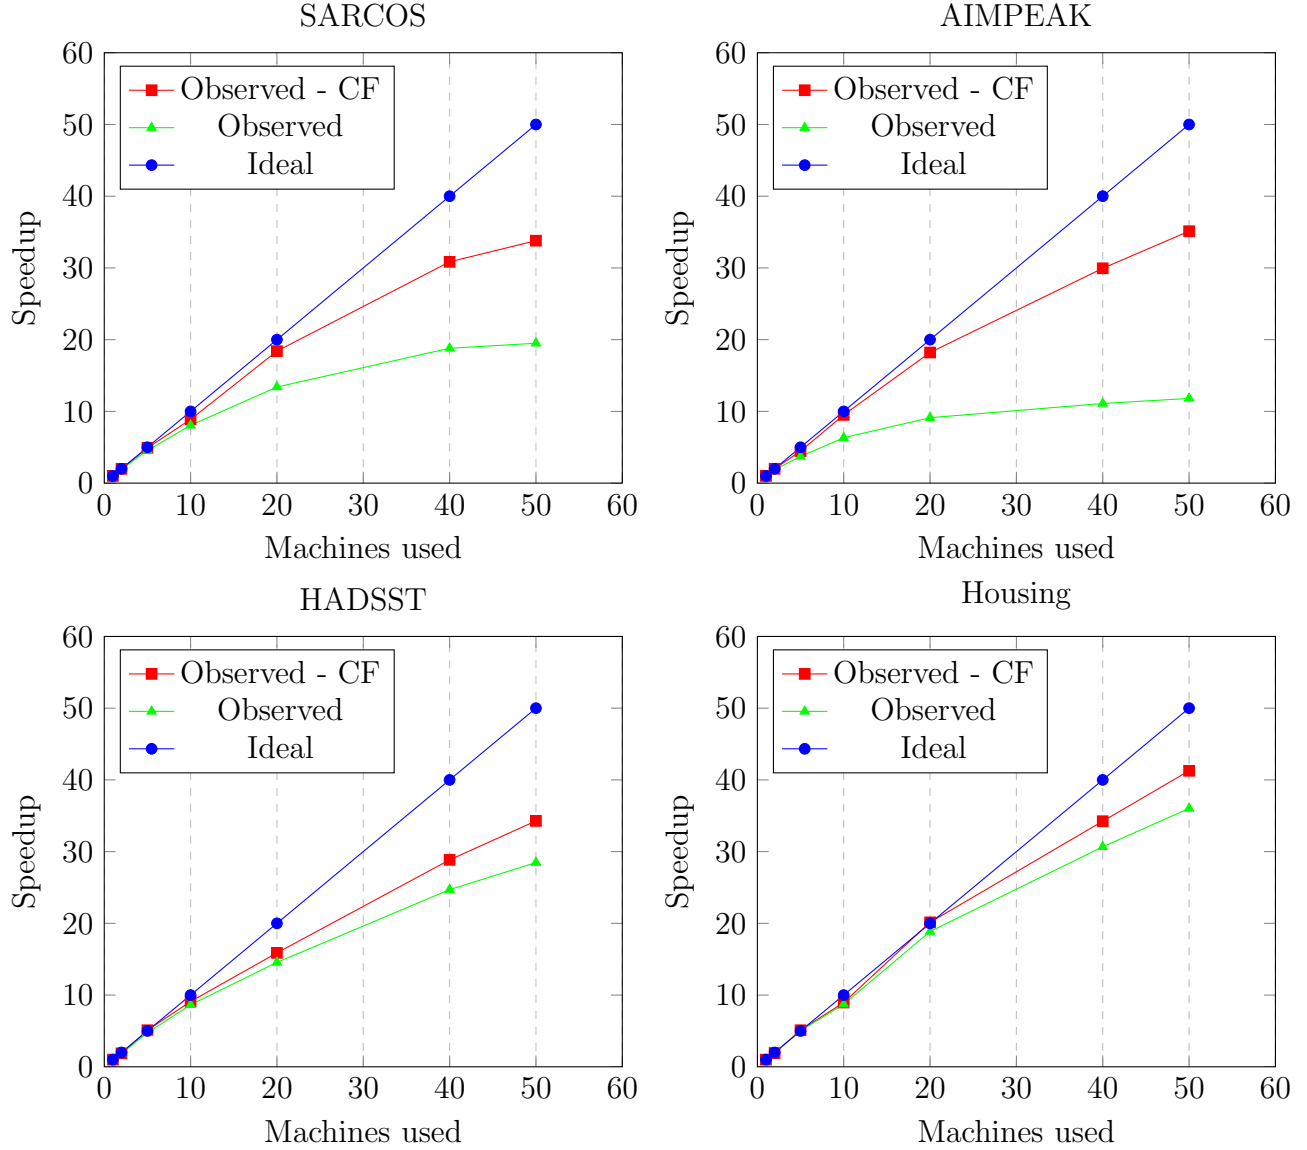 SARCOS
60
50
40
30
20
10
0
Speedup
Observed - CF
Observed
Ideal
0 10 20 30 40 50 60
Machines used
AIMPEAK
60
50
40
30
20
10
0
Speedup
Observed - CF
Observed
Ideal
0 10 20 30 40 50 60
Machines used
HADSST
60
50
40
30
20
10
0
Speedup
Observed - CF
Observed
Ideal
0 10 20 30 40 50 60
Machines used
Housing
60
50
40
30
20
10
0
Speedup
Observed - CF
Observed
Ideal
0 10 20 30 40 50 60
Machines used